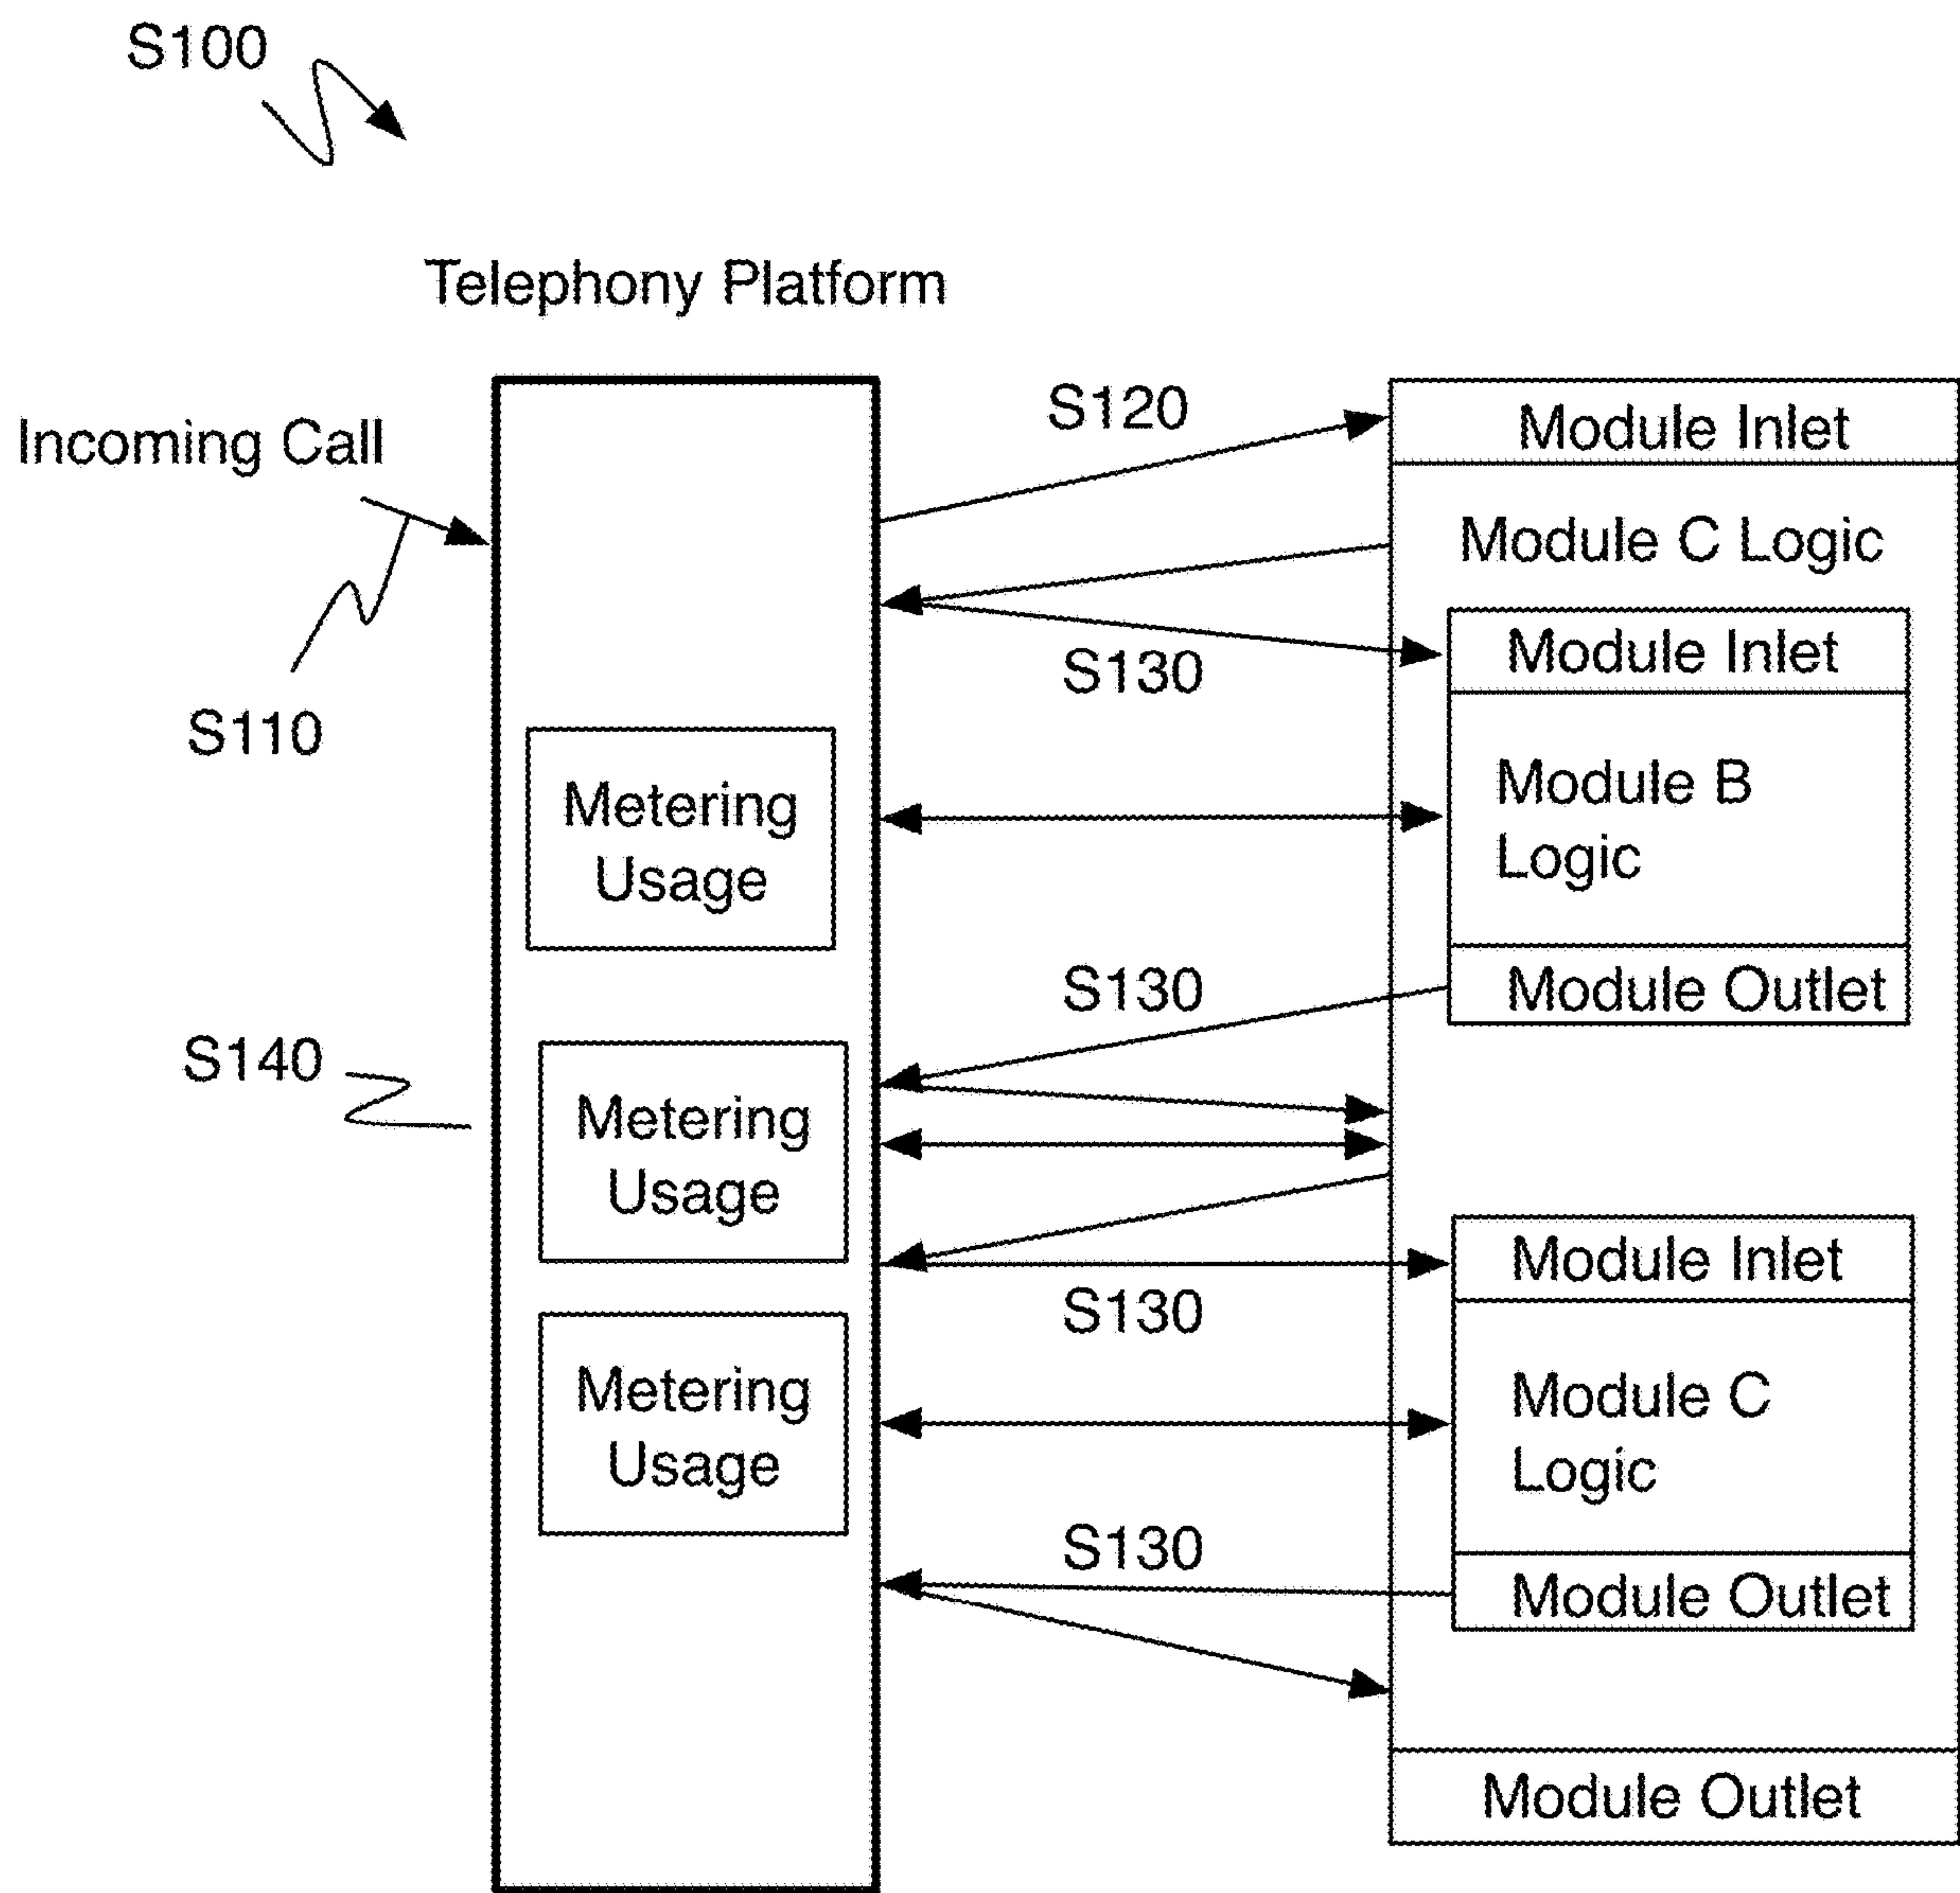 S100
Telephony Platform
Incoming Call
S110
S120
Module Inlet
Module C Logic
S130
Module Inlet
Metering
Usage
Module B
Logic
S130
Module Outlet
S140
Metering
Usage
Module Inlet
S130
Metering
Usage
Module C
Logic
S130
Module Outlet
Module Outlet